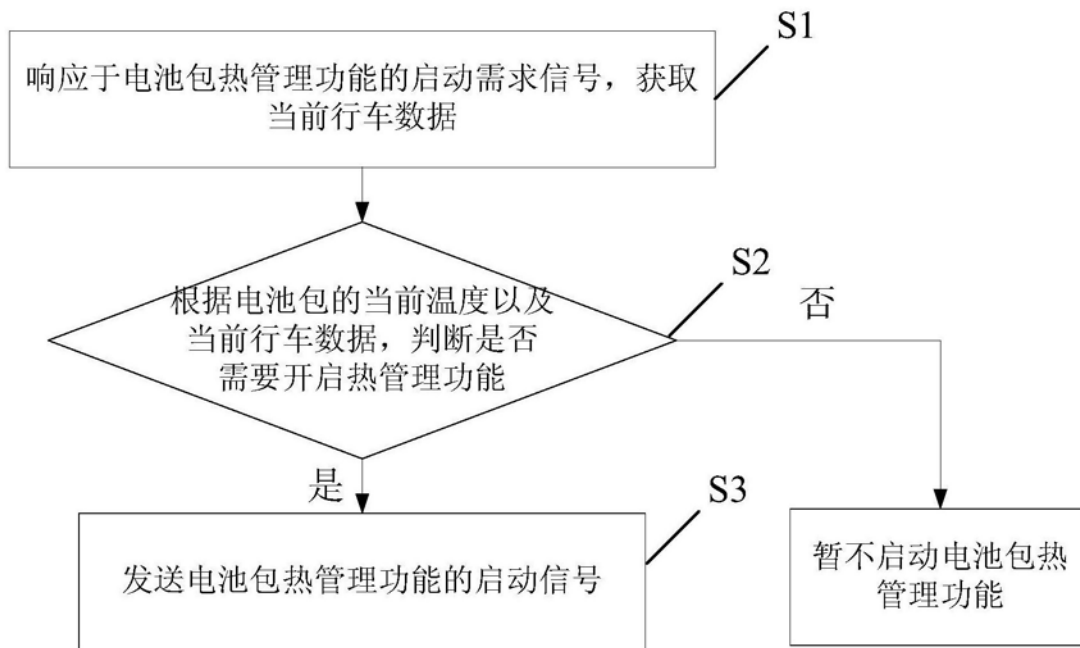 S1
响应于电池包热管理功能的启动需求信号，获取
当前行车数据
S2
根据电池包的当前温度以及
当前行车数据，判断是否
需要开启热管理功能
否
是
S3
发送电池包热管理功能的启动信号
暂不启动电池包热
管理功能